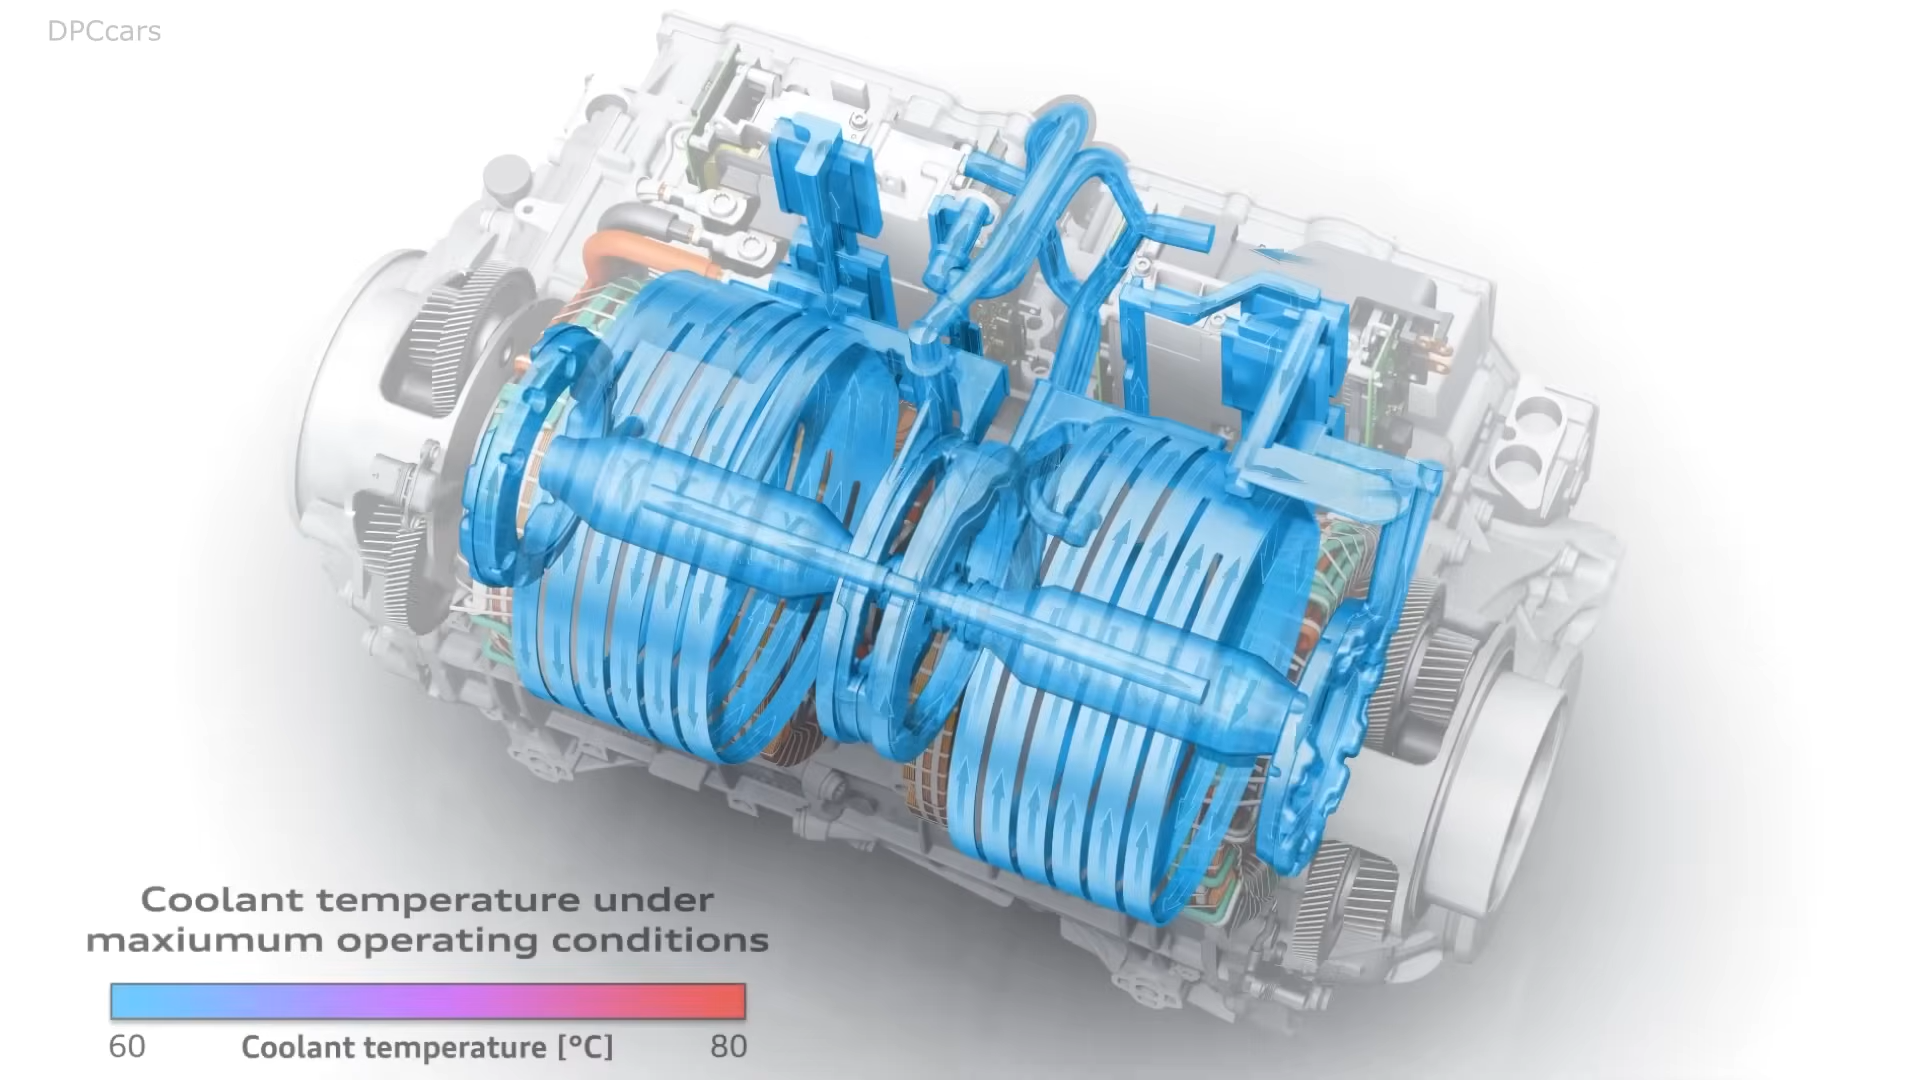 DPCcars
Coolant temperature under
maxiumum operating conditions
60 Coolant temperature [°C] 80